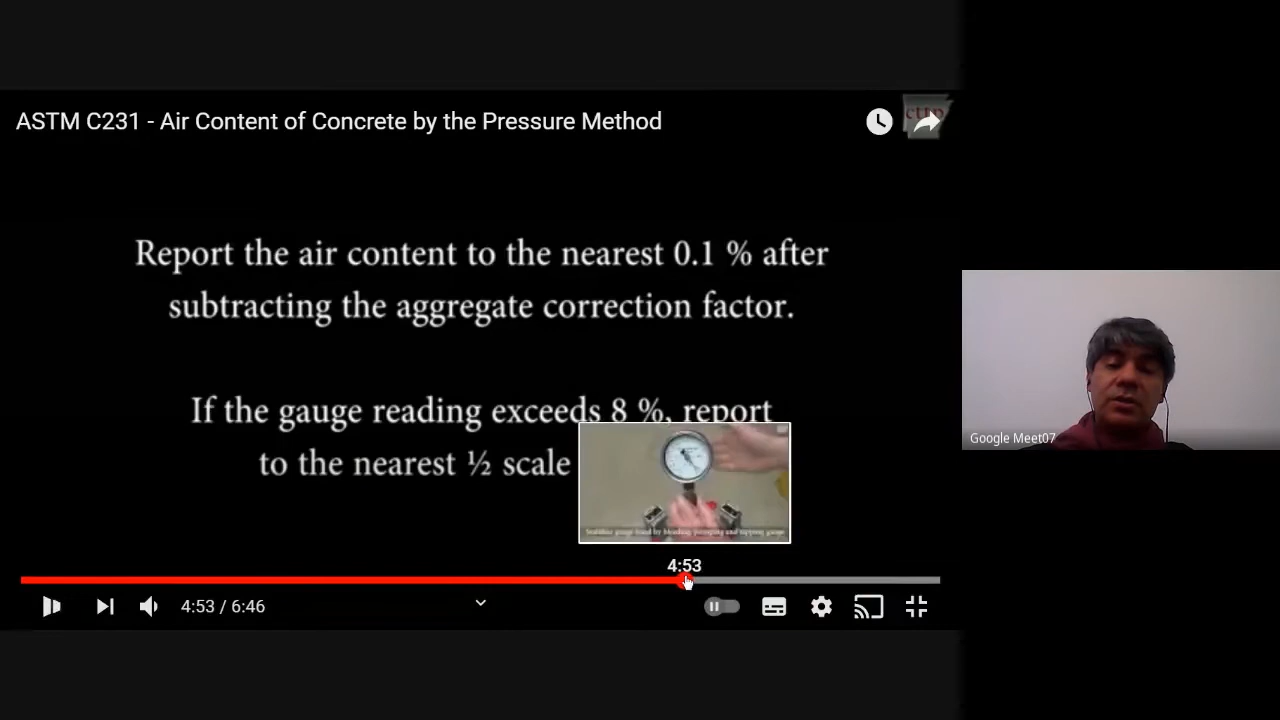 ASTM C231 - Air Content of Concrete by the Pressure Method
cttp
Report the air content to the nearest 0.1 % after
subtracting the aggregate correction factor.
If the gauge reading exceeds 8 %, report
to the nearest ½ scale
Google Meet07
4:53
4:53 / 6:46